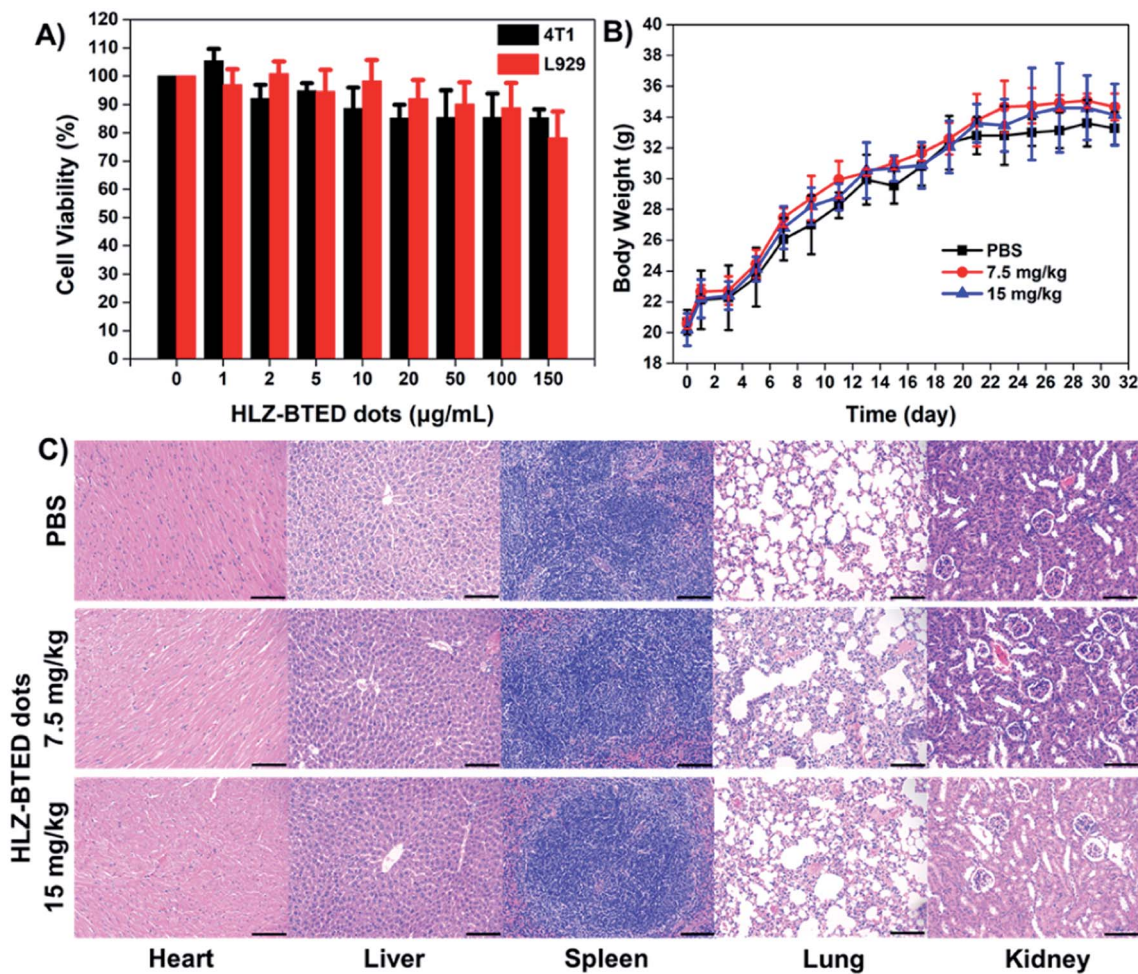 A)
120
110
100
90
80
70
60
50
40
30
20
10
0
Cell Viability (%)
4T1
L929
0 1 2 5 10 20 50 100 150
HLZ-BTED dots (µg/mL)
B)
40
38
36
34
32
30
28
26
24
22
20
18
Body Weight (g)
PBS
7.5 mg/kg
15 mg/kg
0 2 4 6 8 10 12 14 16 18 20 22 24 26 28 30 32
Time (day)
C)
PBS
7.5 mg/kg
15 mg/kg
HLZ-BTED dots
Heart Liver Spleen Lung Kidney